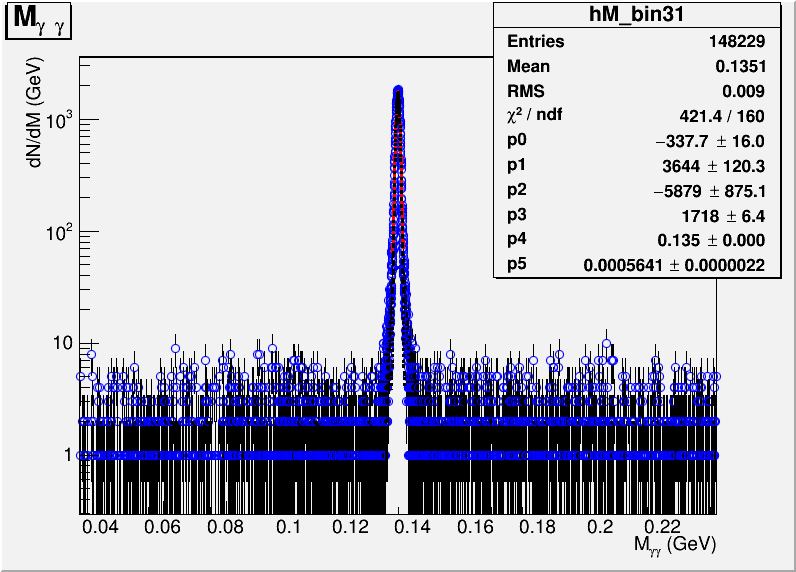 M γ γ
hM_bin31
Entries 148229
Mean 0.1351
RMS 0.009
χ² / ndf 421.4 / 160
p0 −337.7 ± 16.0
p1 3644 ± 120.3
p2 −5879 ± 875.1
p3 1718 ± 6.4
p4 0.135 ± 0.000
p5 0.0005641 ± 0.0000022
dN/dM (GeV)
10³
10²
10
1
0.04 0.06 0.08 0.1 0.12 0.14 0.16 0.18 0.2 0.22
Mγγ (GeV)